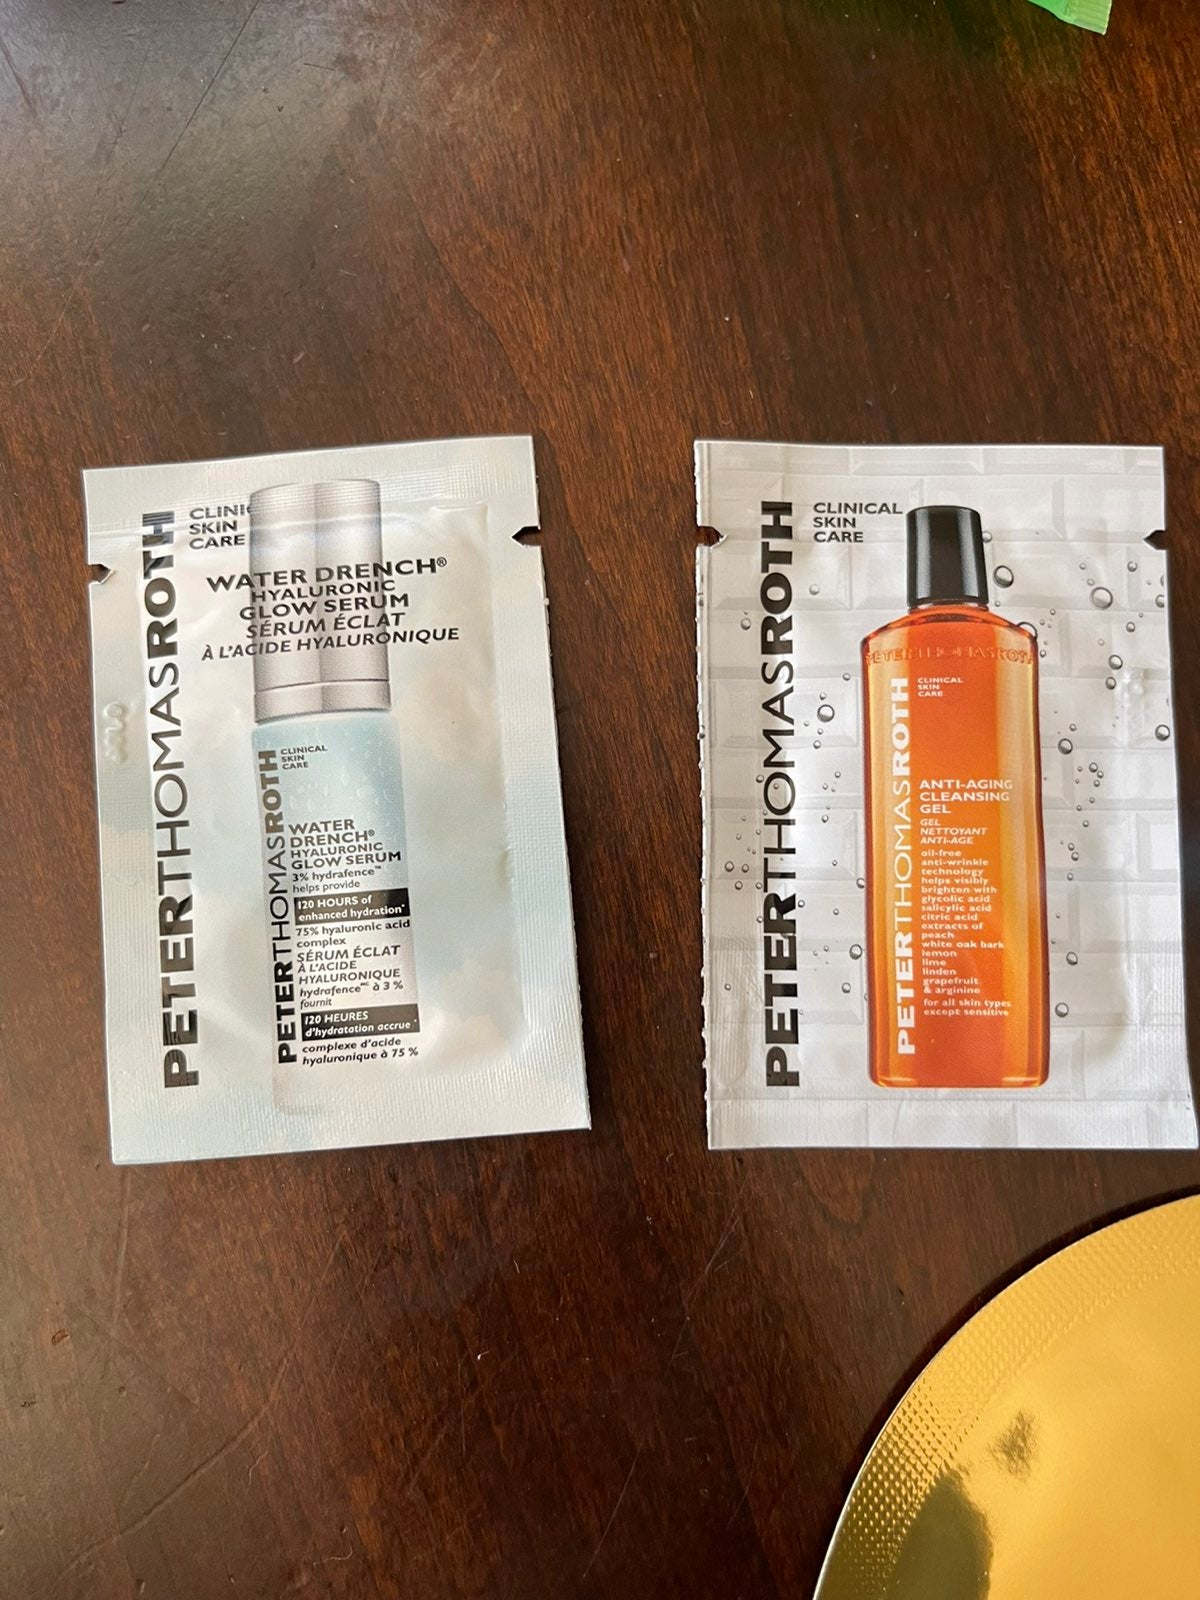 PETERTHOMASROTH
CLINI
SKIN
CARE
WATER DRENCH®
HYALURONIC
GLOW SERUM
SÉRUM ÉCLAT
À L'ACIDE HYALURONIQUE
PETERTHOMASROTH
CLINICAL
SKIN
CARE
WATER
DRENCH®
HYALURONIC
GLOW SERUM
3% hydrafence™
helps provide
120 HOURS of
enhanced hydration*
75% hyaluronic acid
complex
SÉRUM ÉCLAT
À L'ACIDE
HYALURONIQUE
hydrafenceᴹᶜ à 3 %
fournit
120 HEURES
d'hydratation accrue*
complexe d'acide
hyaluronique à 75 %
PETERTHOMASROTH
CLINICAL
SKIN
CARE
PETERTHOMASROTH
PETERTHOMASROTH
CLINICAL
SKIN
CARE
ANTI-AGING
CLEANSING
GEL
GEL
NETTOYANT
ANTI-AGE
oil-free
anti-wrinkle
technology
helps visibly
brighten with
glycolic acid
salicylic acid
citric acid
extracts of
peach
white oak bark
lemon
lime
linden
grapefruit
& arginine
for all skin types
except sensitive